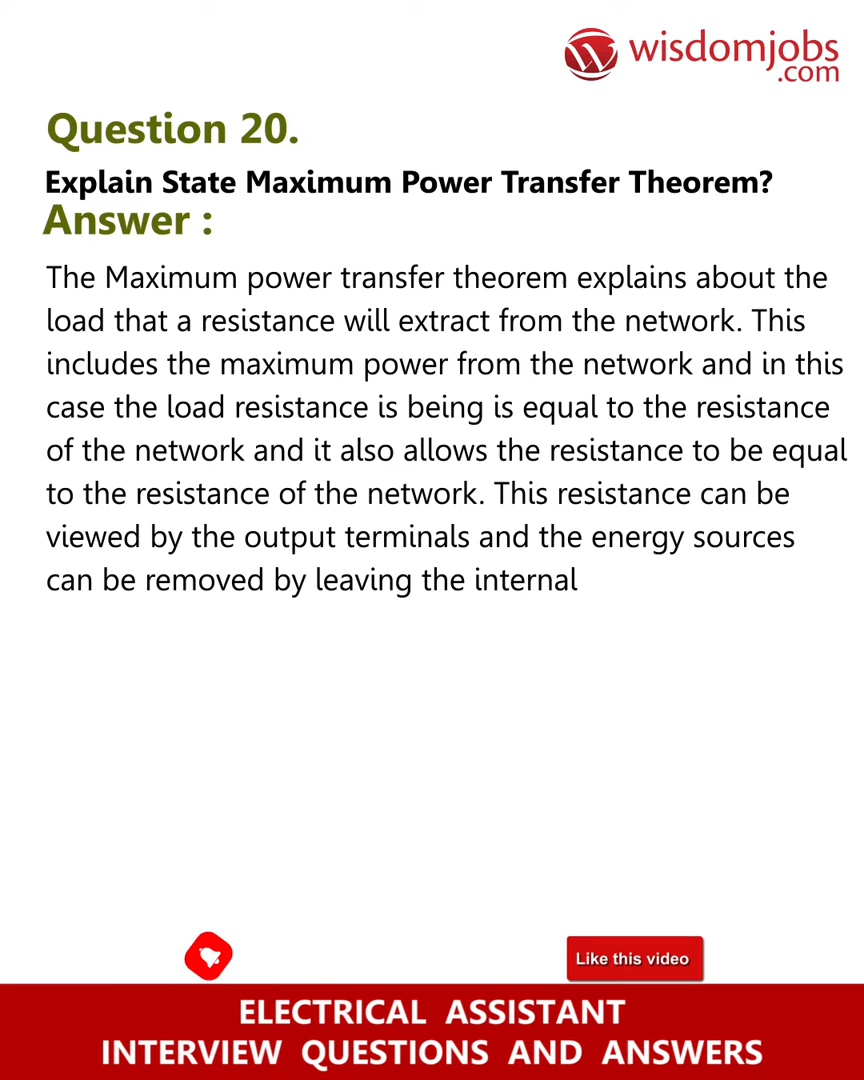 wisdomjobs
.com
Question 20.
Explain State Maximum Power Transfer Theorem?
Answer :
The Maximum power transfer theorem explains about the
load that a resistance will extract from the network. This
includes the maximum power from the network and in this
case the load resistance is being is equal to the resistance
of the network and it also allows the resistance to be equal
to the resistance of the network. This resistance can be
viewed by the output terminals and the energy sources
can be removed by leaving the internal
Like this video
ELECTRICAL ASSISTANT
INTERVIEW QUESTIONS AND ANSWERS